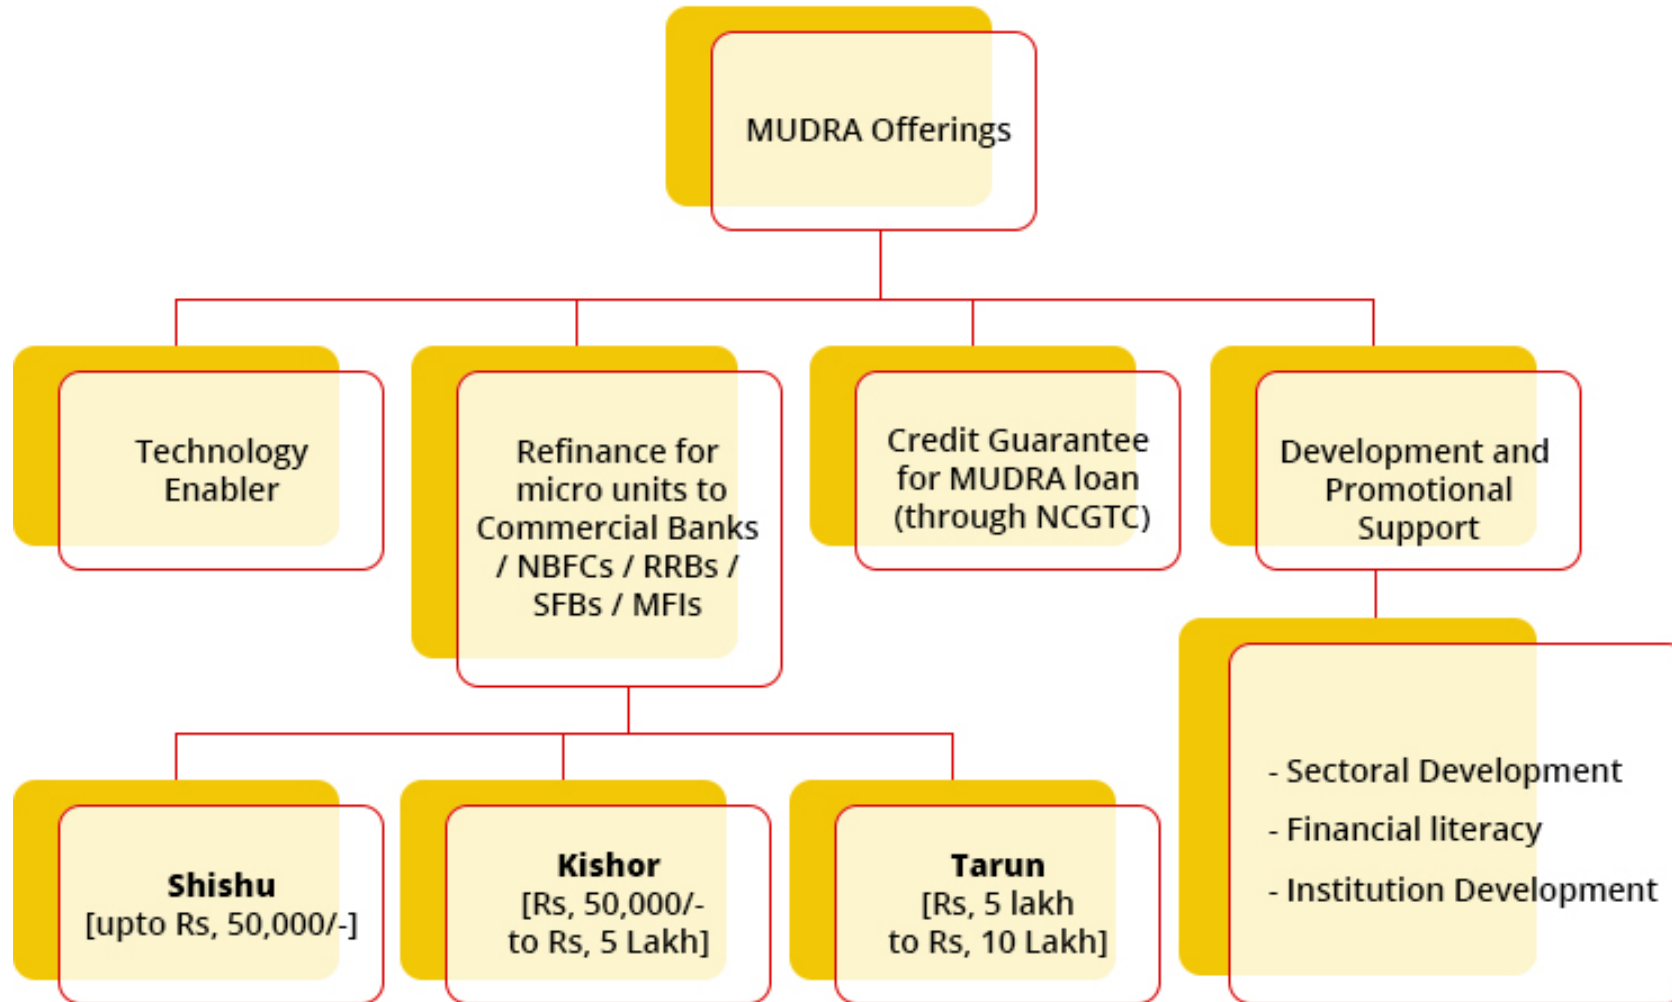 MUDRA Offerings
Technology
Enabler
Refinance for
micro units to
Commercial Banks
/ NBFCs / RRBs /
SFBs / MFIs
Credit Guarantee
for MUDRA loan
(through NCGTC)
Development and
Promotional
Support
Shishu
[upto Rs, 50,000/-]
Kishor
[Rs, 50,000/-
to Rs, 5 Lakh]
Tarun
[Rs, 5 lakh
to Rs, 10 Lakh]
- Sectoral Development
- Financial literacy
- Institution Development